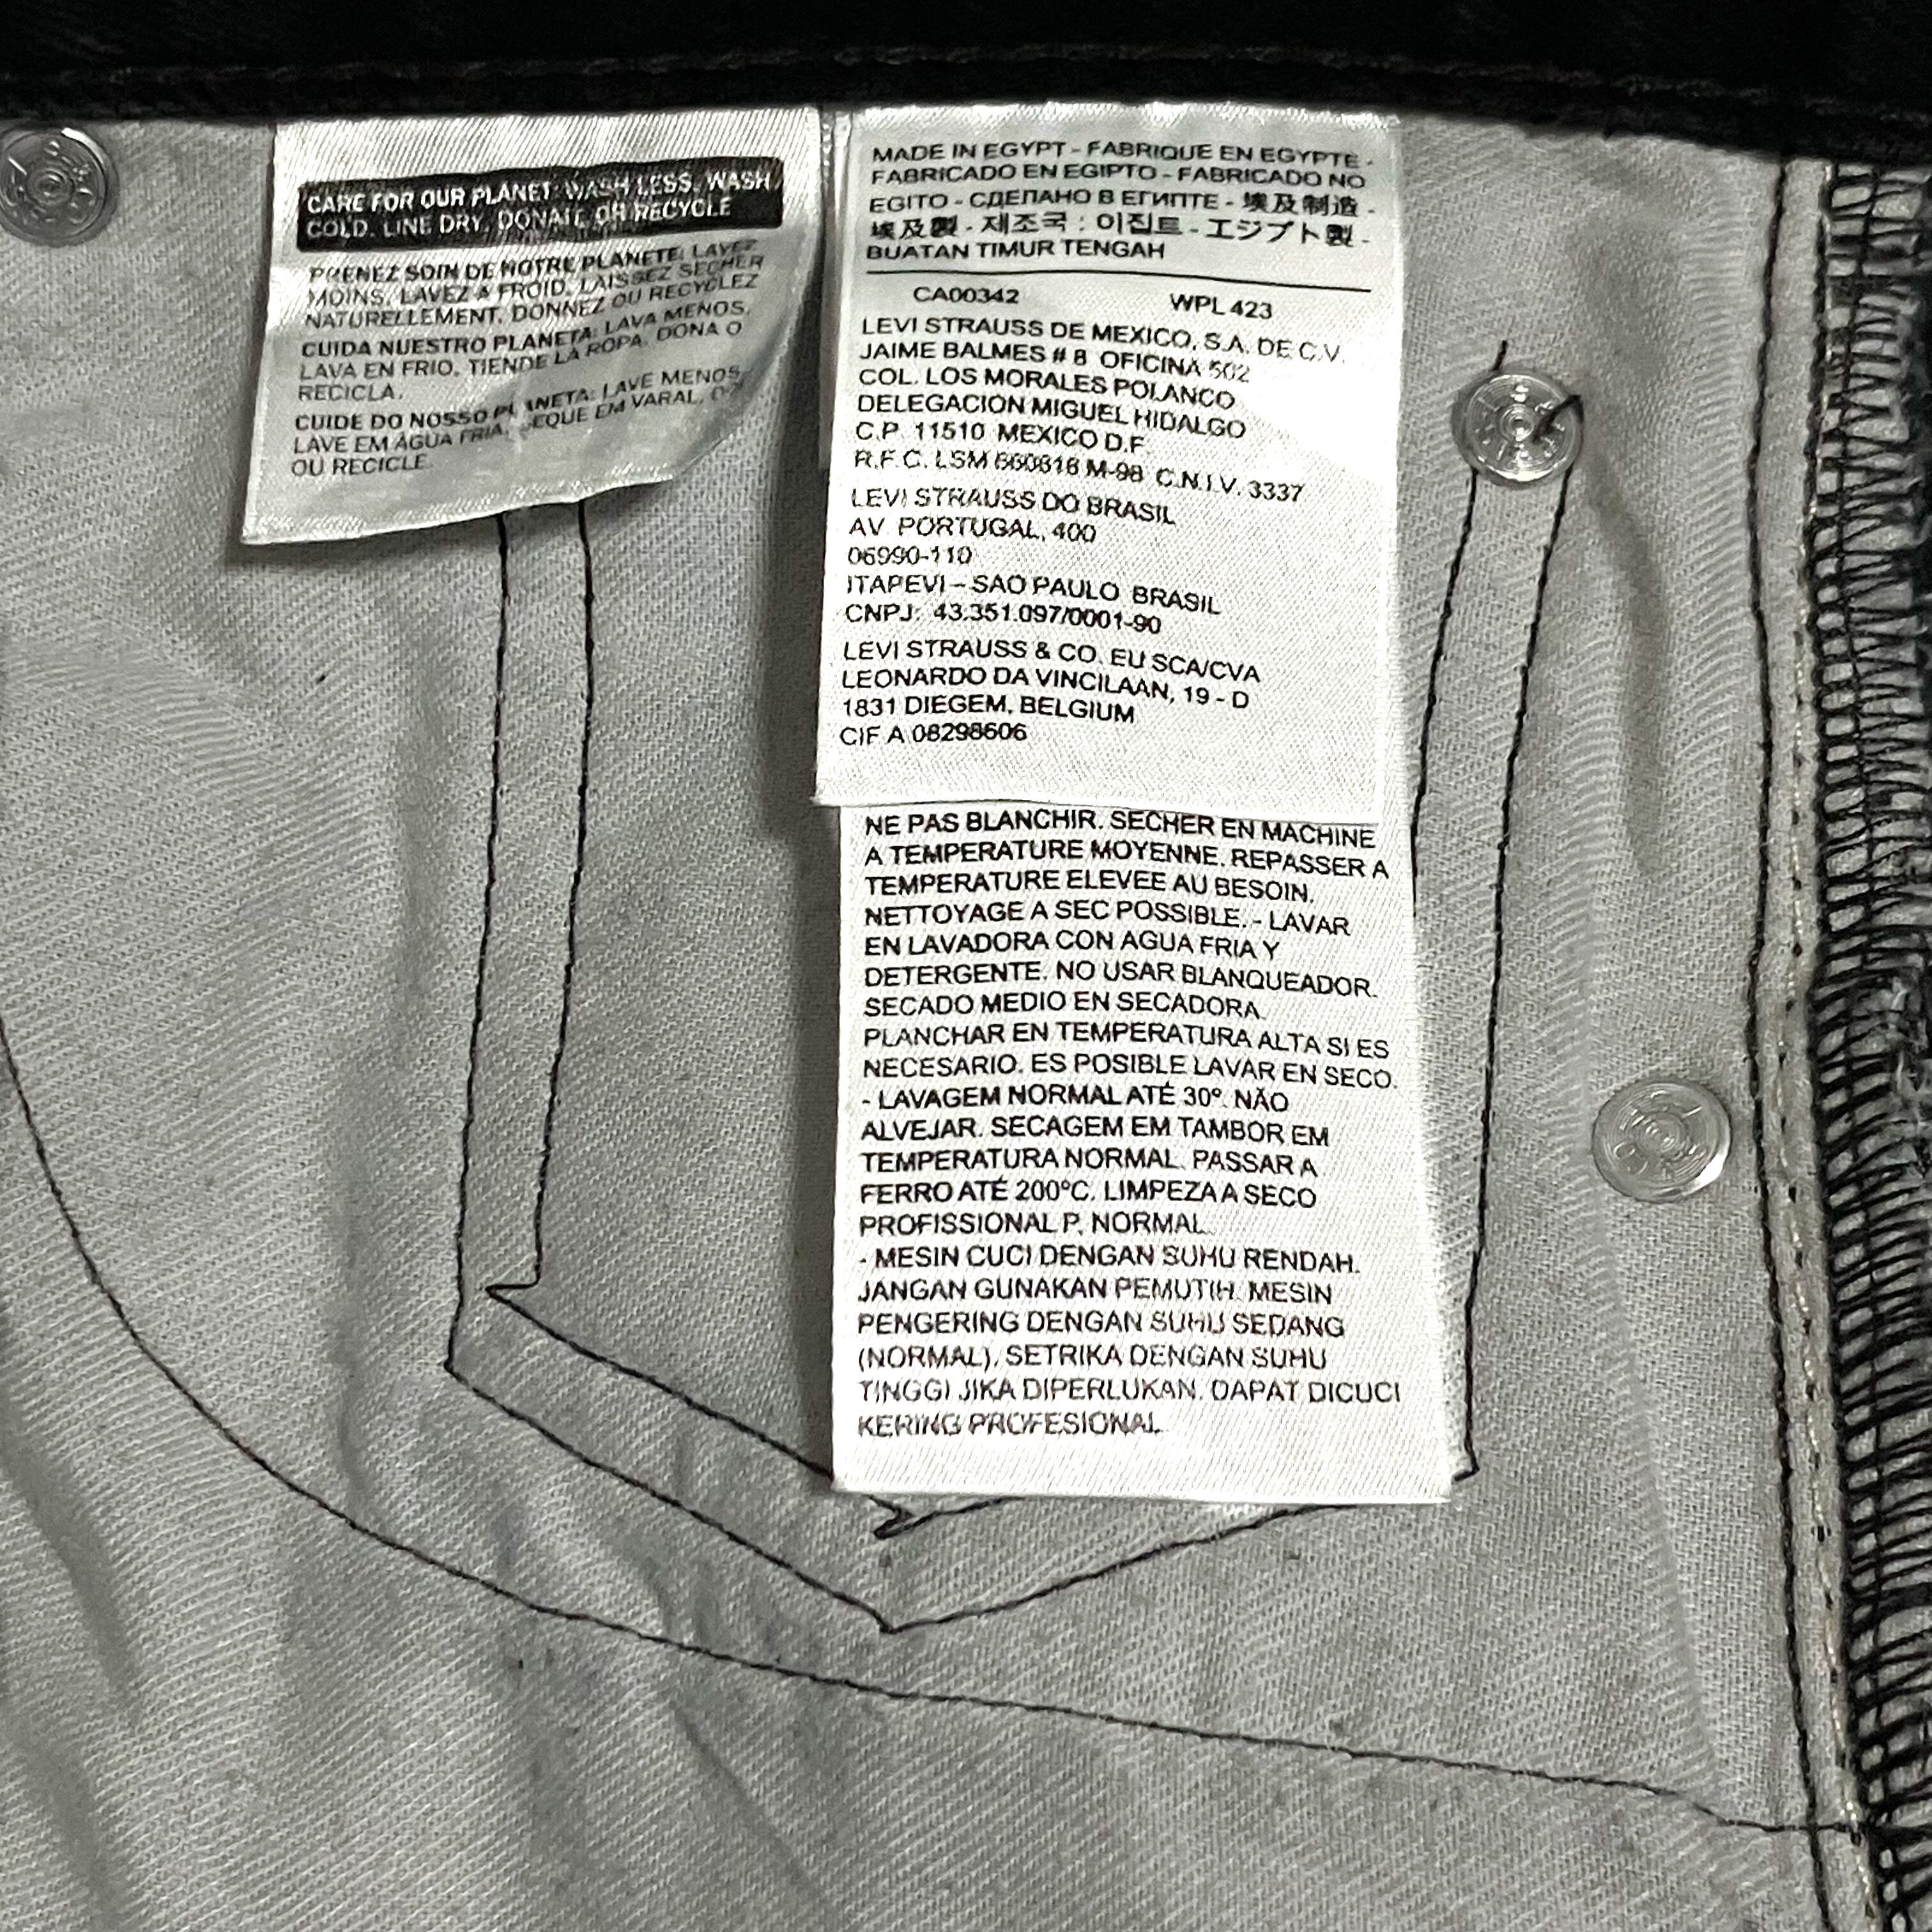 CARE FOR OUR PLANET: WASH LESS, WASH
COLD, LINE DRY, DONATE OR RECYCLE
PRENEZ SOIN DE NOTRE PLANETE: LAVEZ
MOINS, LAVEZ A FROID, LAISSEZ SECHER
NATURELLEMENT, DONNEZ OU RECYCLEZ
CUIDA NUESTRO PLANETA: LAVA MENOS,
LAVA EN FRIO, TIENDE LA ROPA, DONA O
RECICLA.
CUIDE DO NOSSO PLANETA: LAVE MENOS,
LAVE EM ÁGUA FRIA, SEQUE EM VARAL,
OU RECICLE
MADE IN EGYPT - FABRIQUE EN EGYPTE -
FABRICADO EN EGIPTO - FABRICADO NO
EGITO - СДЕЛАНО В ЕГИПТЕ - 埃及制造 -
埃及製 - 제조국 : 이집트 - エジプト製 -
BUATAN TIMUR TENGAH
CA00342 WPL 423
LEVI STRAUSS DE MEXICO, S.A. DE C.V.
JAIME BALMES # 8 OFICINA 502
COL. LOS MORALES POLANCO
DELEGACION MIGUEL HIDALGO
C.P. 11510 MEXICO D.F.
R.F.C. LSM 660818 M-98 C.N.I.V. 3337
LEVI STRAUSS DO BRASIL
AV. PORTUGAL, 400
06990-110
ITAPEVI – SAO PAULO BRASIL
CNPJ: 43.351.097/0001-90
LEVI STRAUSS & CO. EU SCA/CVA
LEONARDO DA VINCILAAN, 19 - D
1831 DIEGEM, BELGIUM
CIF A 08298606
NE PAS BLANCHIR. SECHER EN MACHINE
A TEMPERATURE MOYENNE. REPASSER A
TEMPERATURE ELEVEE AU BESOIN.
NETTOYAGE A SEC POSSIBLE. - LAVAR
EN LAVADORA CON AGUA FRIA Y
DETERGENTE. NO USAR BLANQUEADOR.
SECADO MEDIO EN SECADORA.
PLANCHAR EN TEMPERATURA ALTA SI ES
NECESARIO. ES POSIBLE LAVAR EN SECO.
- LAVAGEM NORMAL ATÉ 30º. NÃO
ALVEJAR. SECAGEM EM TAMBOR EM
TEMPERATURA NORMAL. PASSAR A
FERRO ATÉ 200ºC. LIMPEZA A SECO
PROFISSIONAL P, NORMAL.
- MESIN CUCI DENGAN SUHU RENDAH.
JANGAN GUNAKAN PEMUTIH. MESIN
PENGERING DENGAN SUHU SEDANG
(NORMAL), SETRIKA DENGAN SUHU
TINGGI JIKA DIPERLUKAN. DAPAT DICUCI
KERING PROFESIONAL